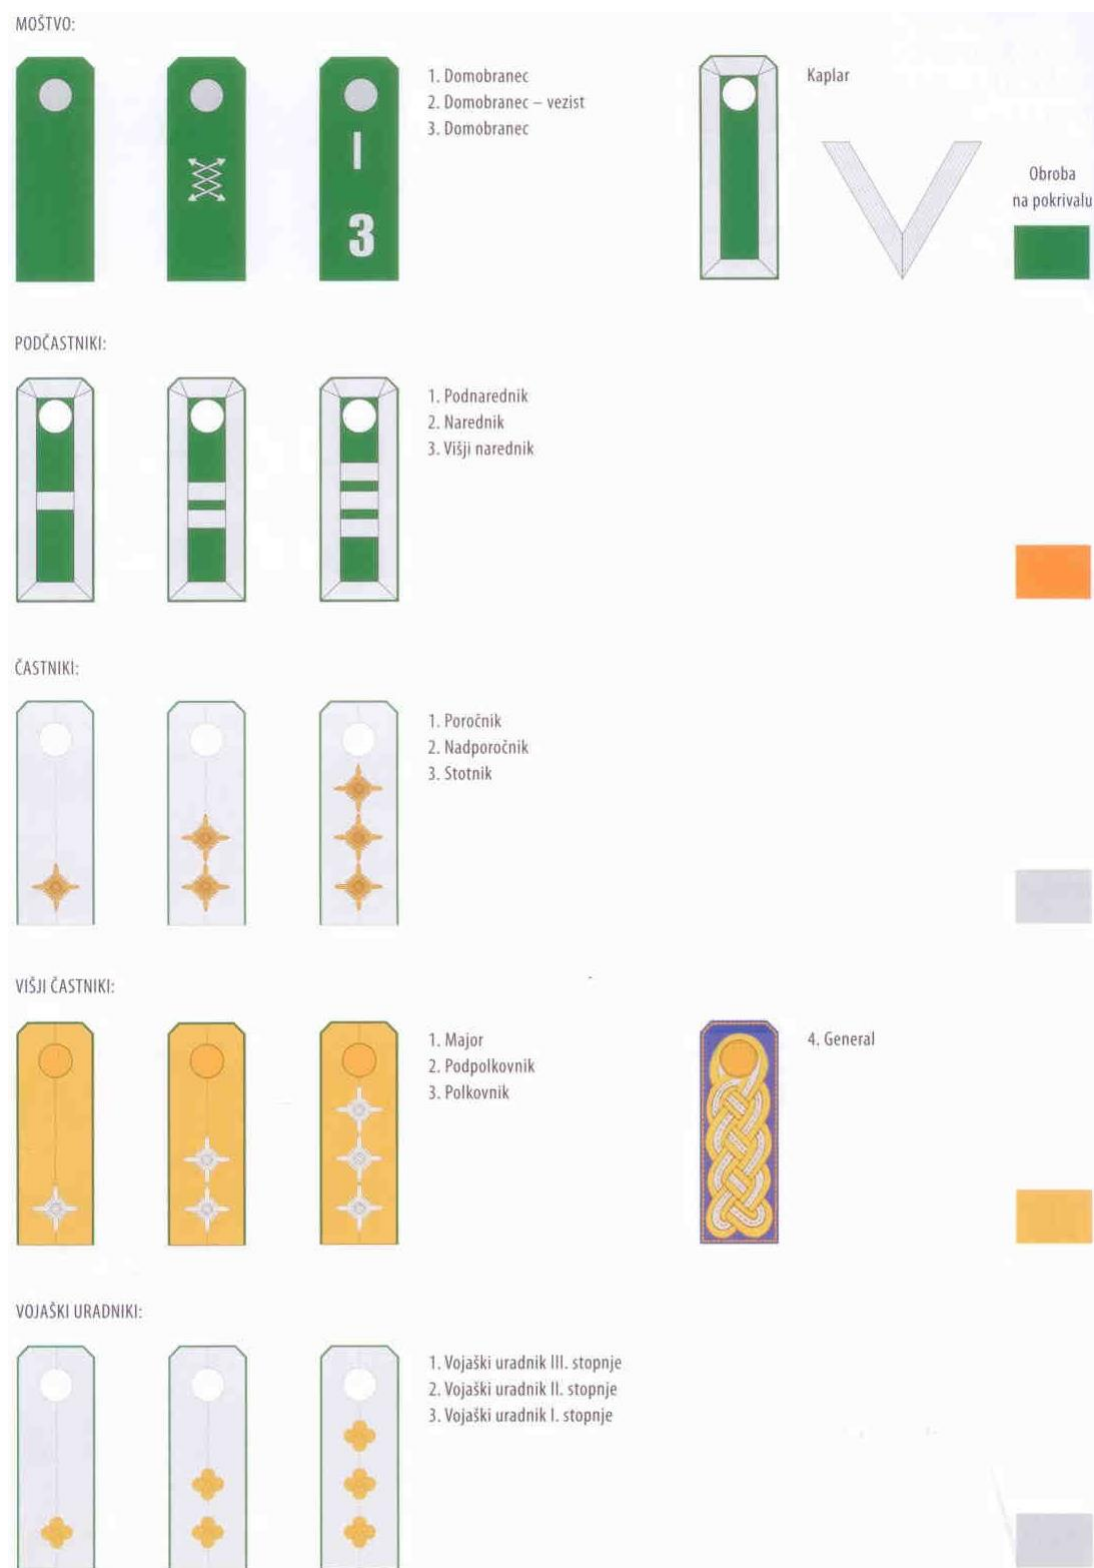 MOŠTVO:
1. Domobranec
2. Domobranec – vezist
3. Domobranec
Kaplar
Obroba
na pokrivalu
3
PODČASTNIKI:
1. Podnarednik
2. Narednik
3. Višji narednik
ČASTNIKI:
1. Poročnik
2. Nadporočnik
3. Stotnik
VIŠJI ČASTNIKI:
1. Major
2. Podpolkovnik
3. Polkovnik
4. General
VOJAŠKI URADNIKI:
1. Vojaški uradnik III. stopnje
2. Vojaški uradnik II. stopnje
3. Vojaški uradnik I. stopnje